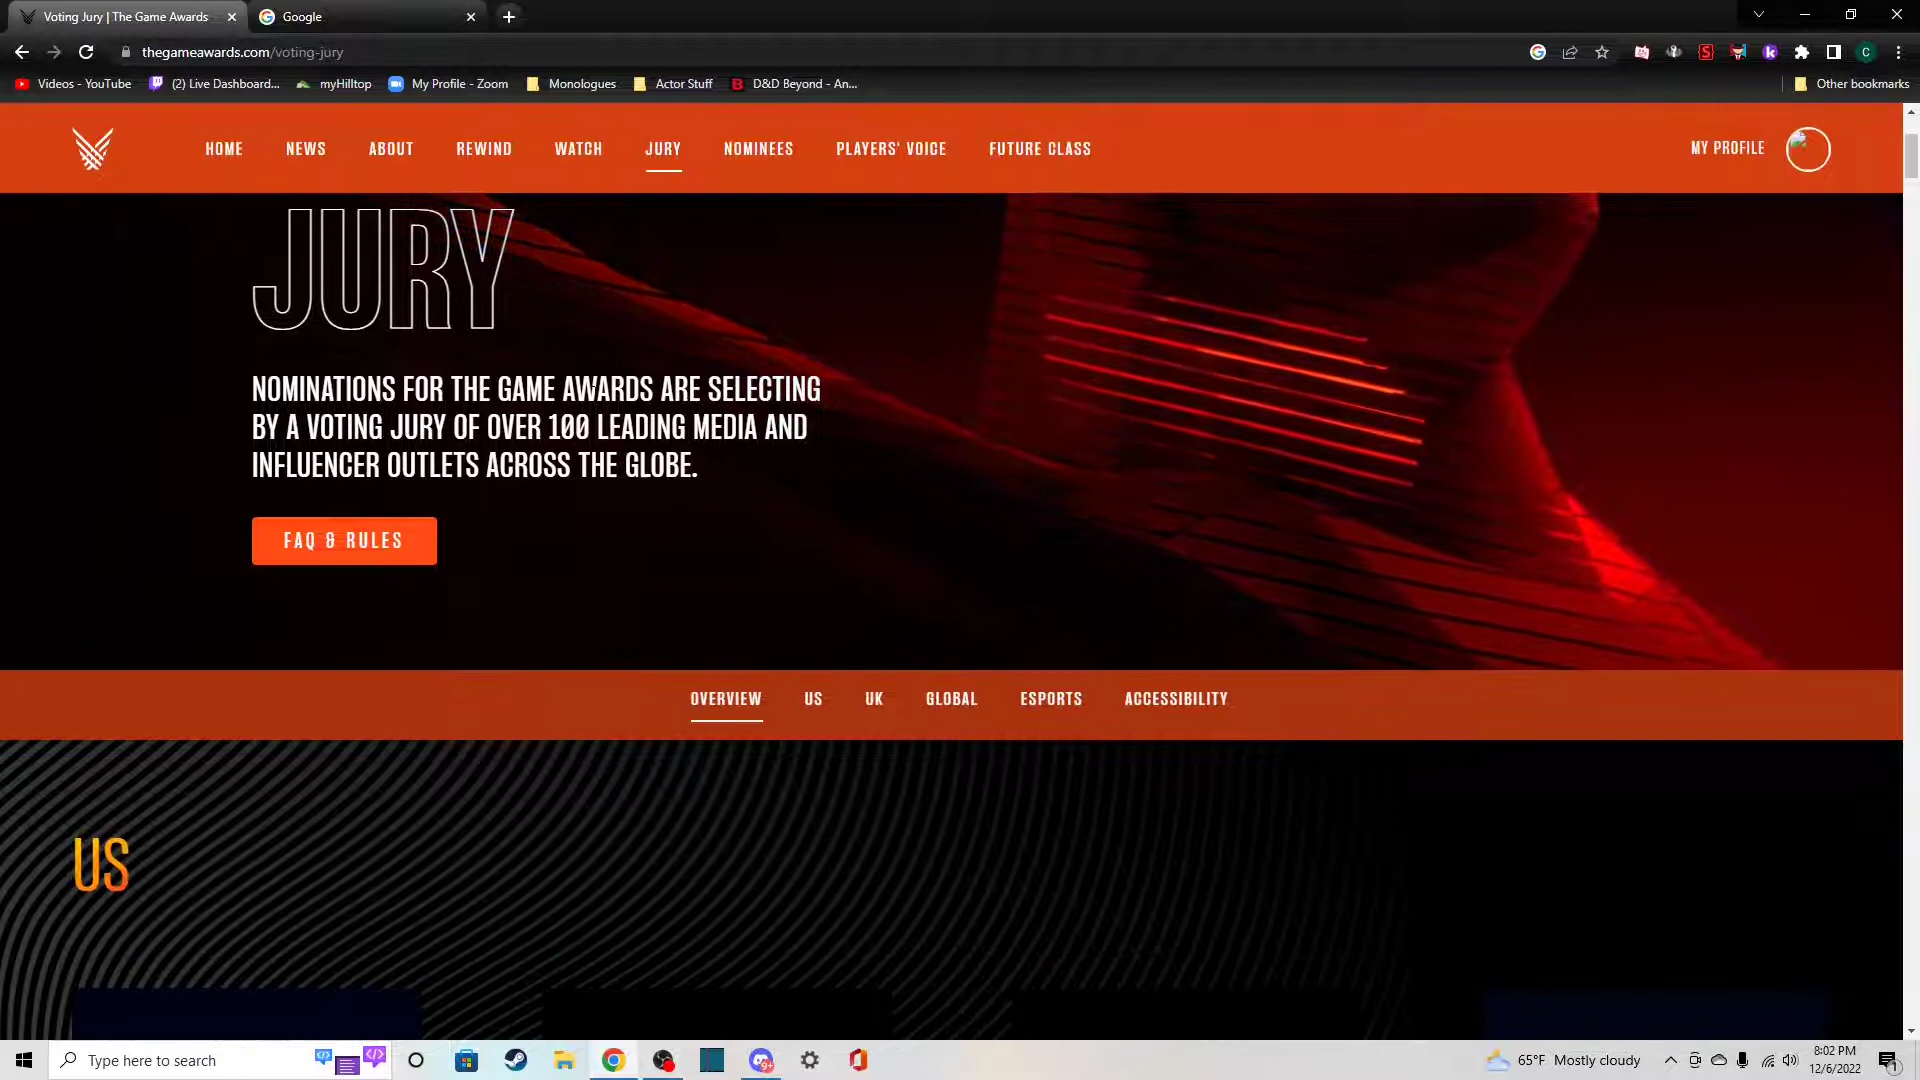 Voting Jury | The Game Awards
Google
thegameawards.com/voting-jury
Videos - YouTube
(2) Live Dashboard...
myHilltop
My Profile - Zoom
Monologues
Actor Stuff
D&D Beyond - An...
Other bookmarks
HOME
NEWS
ABOUT
REWIND
WATCH
JURY
NOMINEES
PLAYERS' VOICE
FUTURE CLASS
MY PROFILE
JURY
NOMINATIONS FOR THE GAME AWARDS ARE SELECTING
BY A VOTING JURY OF OVER 100 LEADING MEDIA AND
INFLUENCER OUTLETS ACROSS THE GLOBE.
FAQ & RULES
OVERVIEW
US
UK
GLOBAL
ESPORTS
ACCESSIBILITY
US
Type here to search
9+
65°F Mostly cloudy
8:02 PM
12/6/2022
1